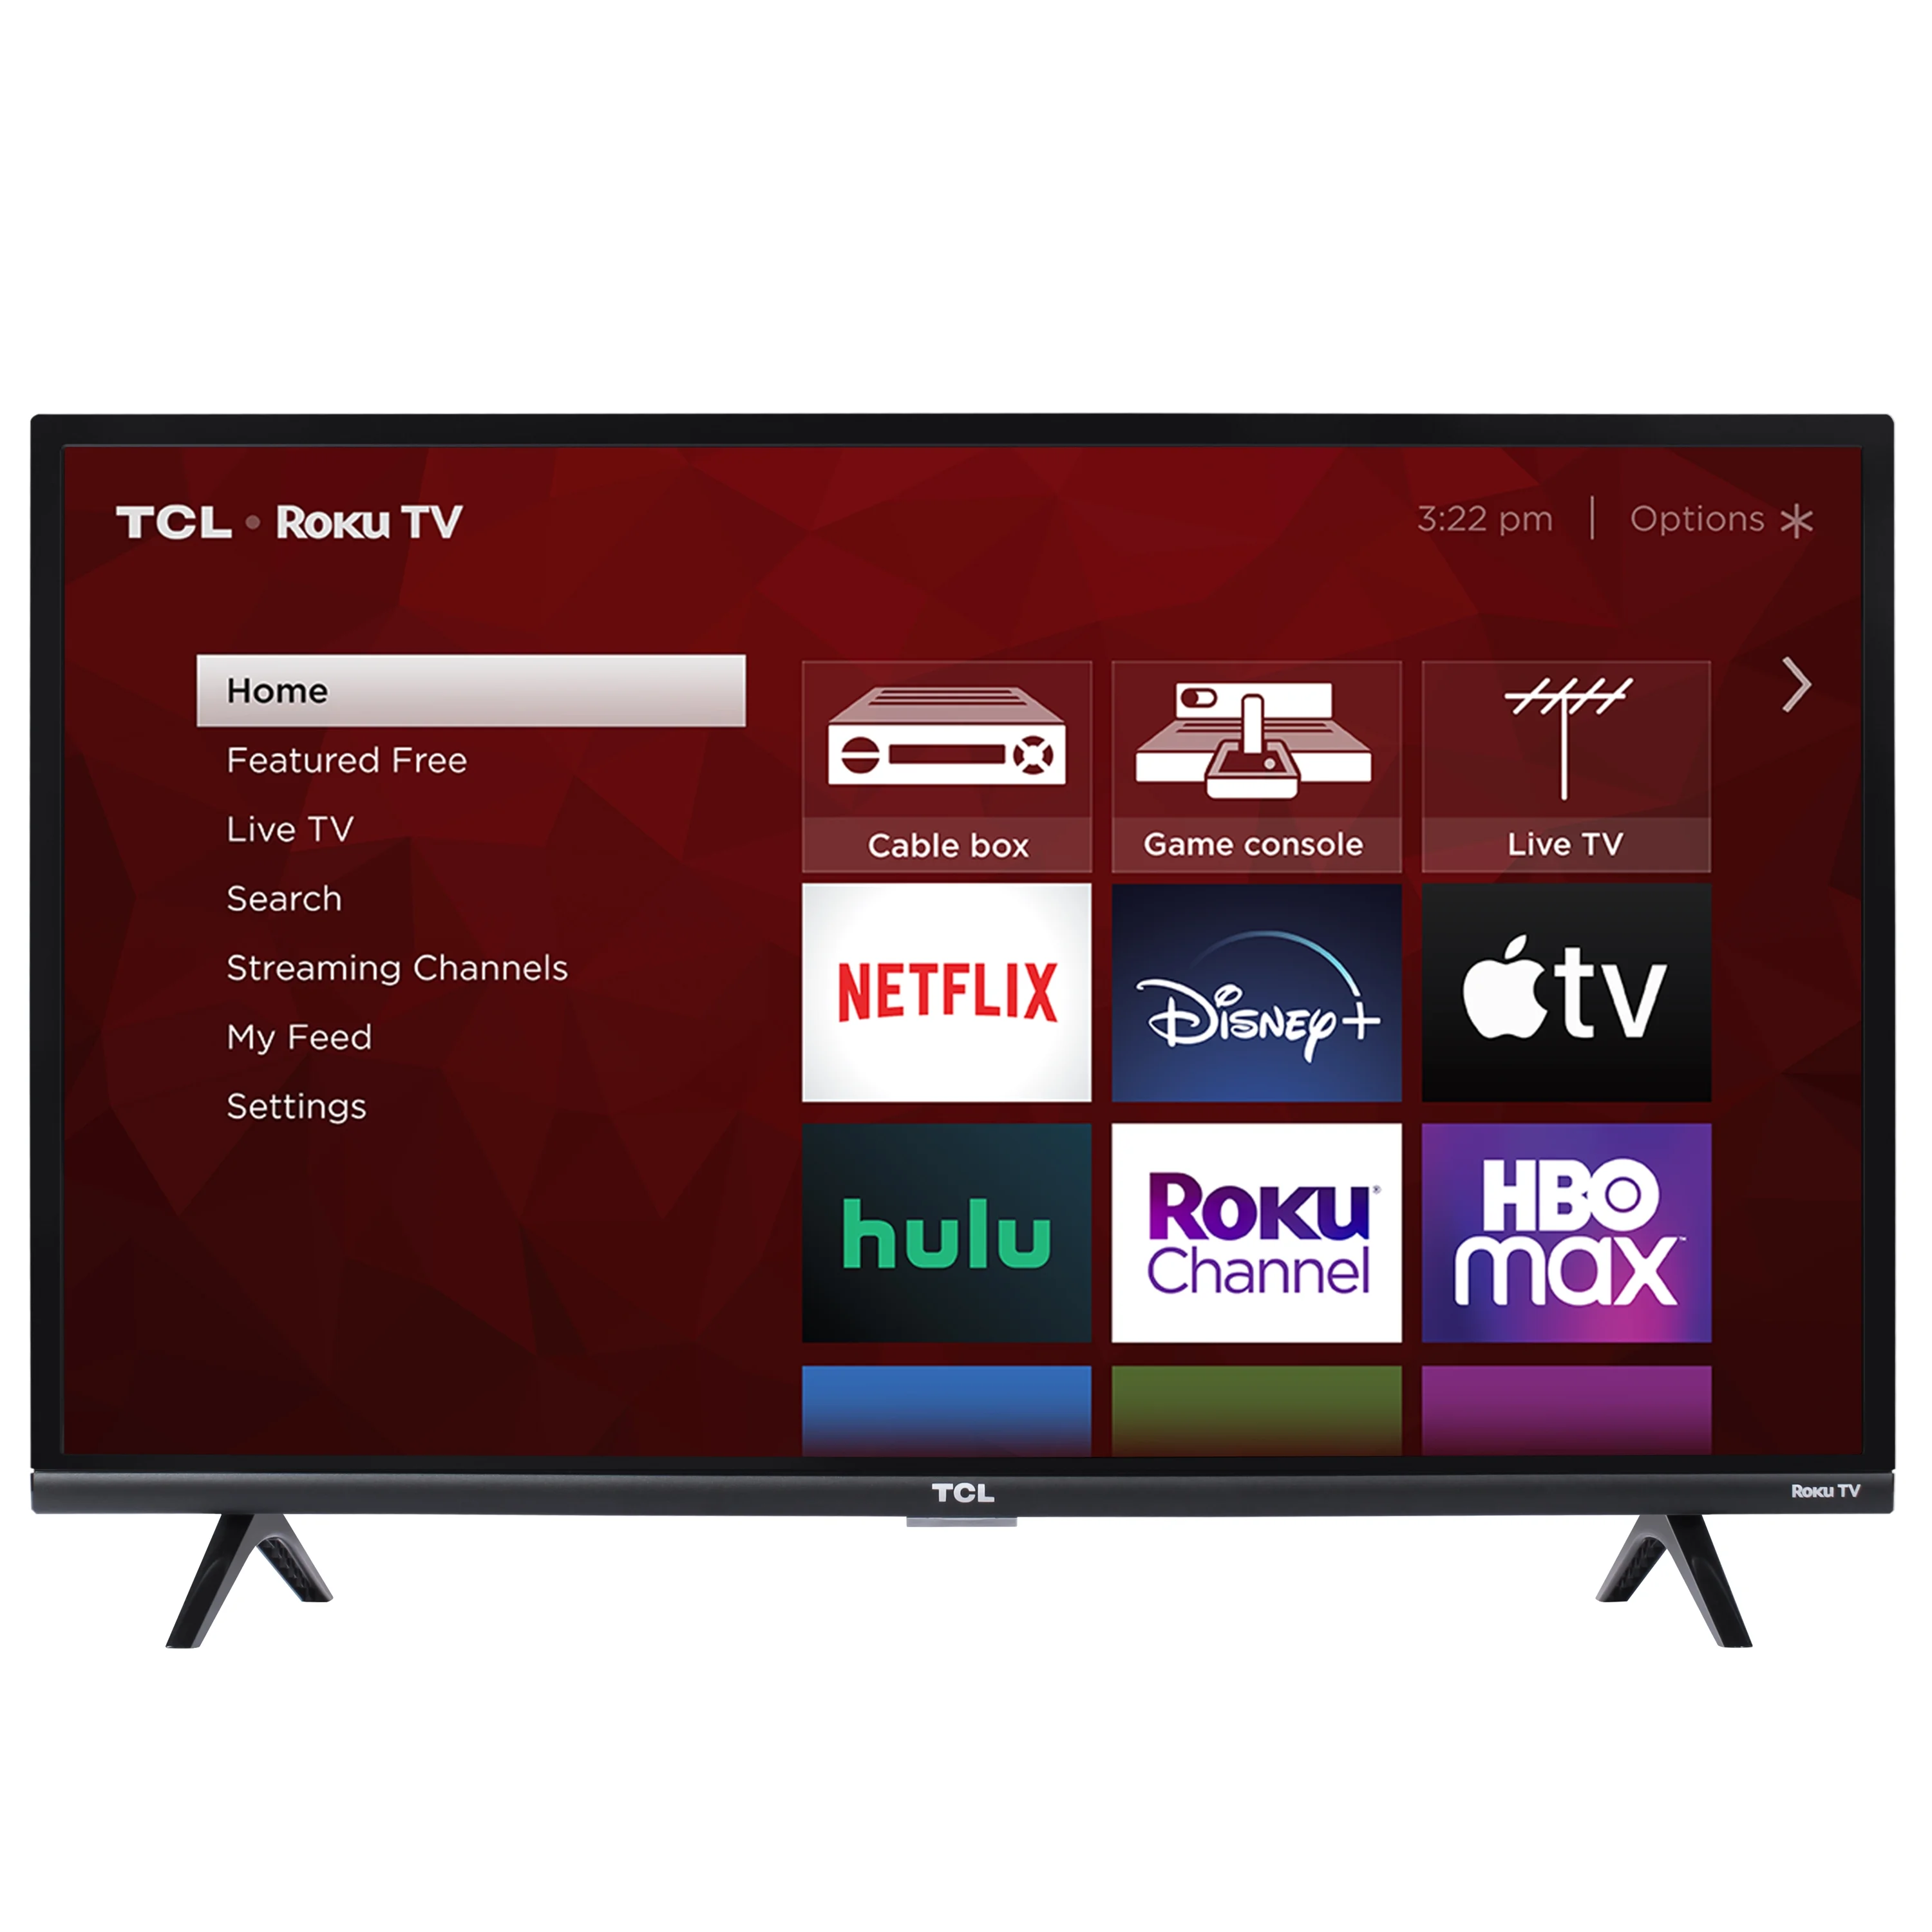 TCL • Roku TV
3:22 pm | Options *
Home
Featured Free
Live TV
Search
Streaming Channels
My Feed
Settings
Cable box
Game console
Live TV
NETFLIX
Disney+
tv
hulu
Roku®
Channel
HBO
max™
TCL
Roku TV